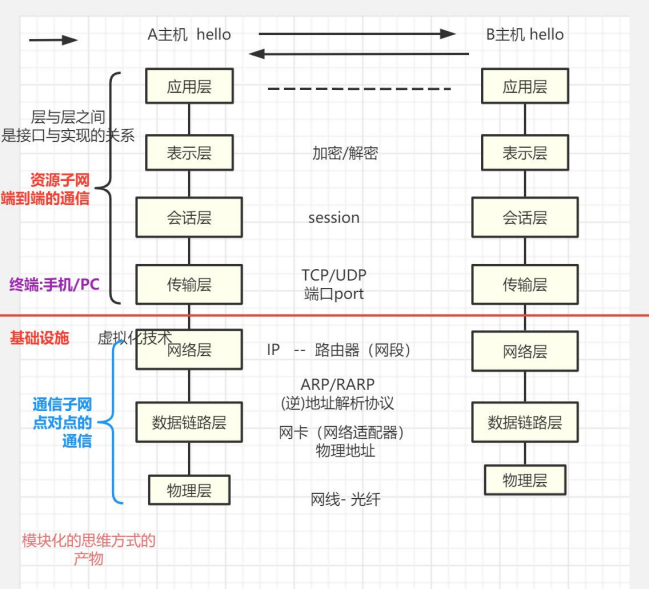 A主机 hello
B主机 hello
应用层
应用层
层与层之间
是接口与实现的关系
表示层
加密/解密
表示层
资源子网
端到端的通信
会话层
session
会话层
终端:手机/PC
传输层
TCP/UDP
端口port
传输层
基础设施
虚拟化技术
网络层
IP -- 路由器（网段）
网络层
ARP/RARP
(逆)地址解析协议
通信子网
点对点的
通信
数据链路层
网卡（网络适配器）
物理地址
数据链路层
物理层
网线- 光纤
物理层
模块化的思维方式的
产物